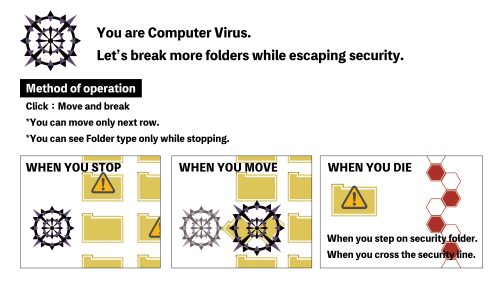 You are Computer Virus.
Let's break more folders while escaping security.
Method of operation
Click：Move and break
*You can move only next row.
*You can see Folder type only while stopping.
WHEN YOU STOP
WHEN YOU MOVE
WHEN YOU DIE
When you step on security folder.
When you cross the security line.